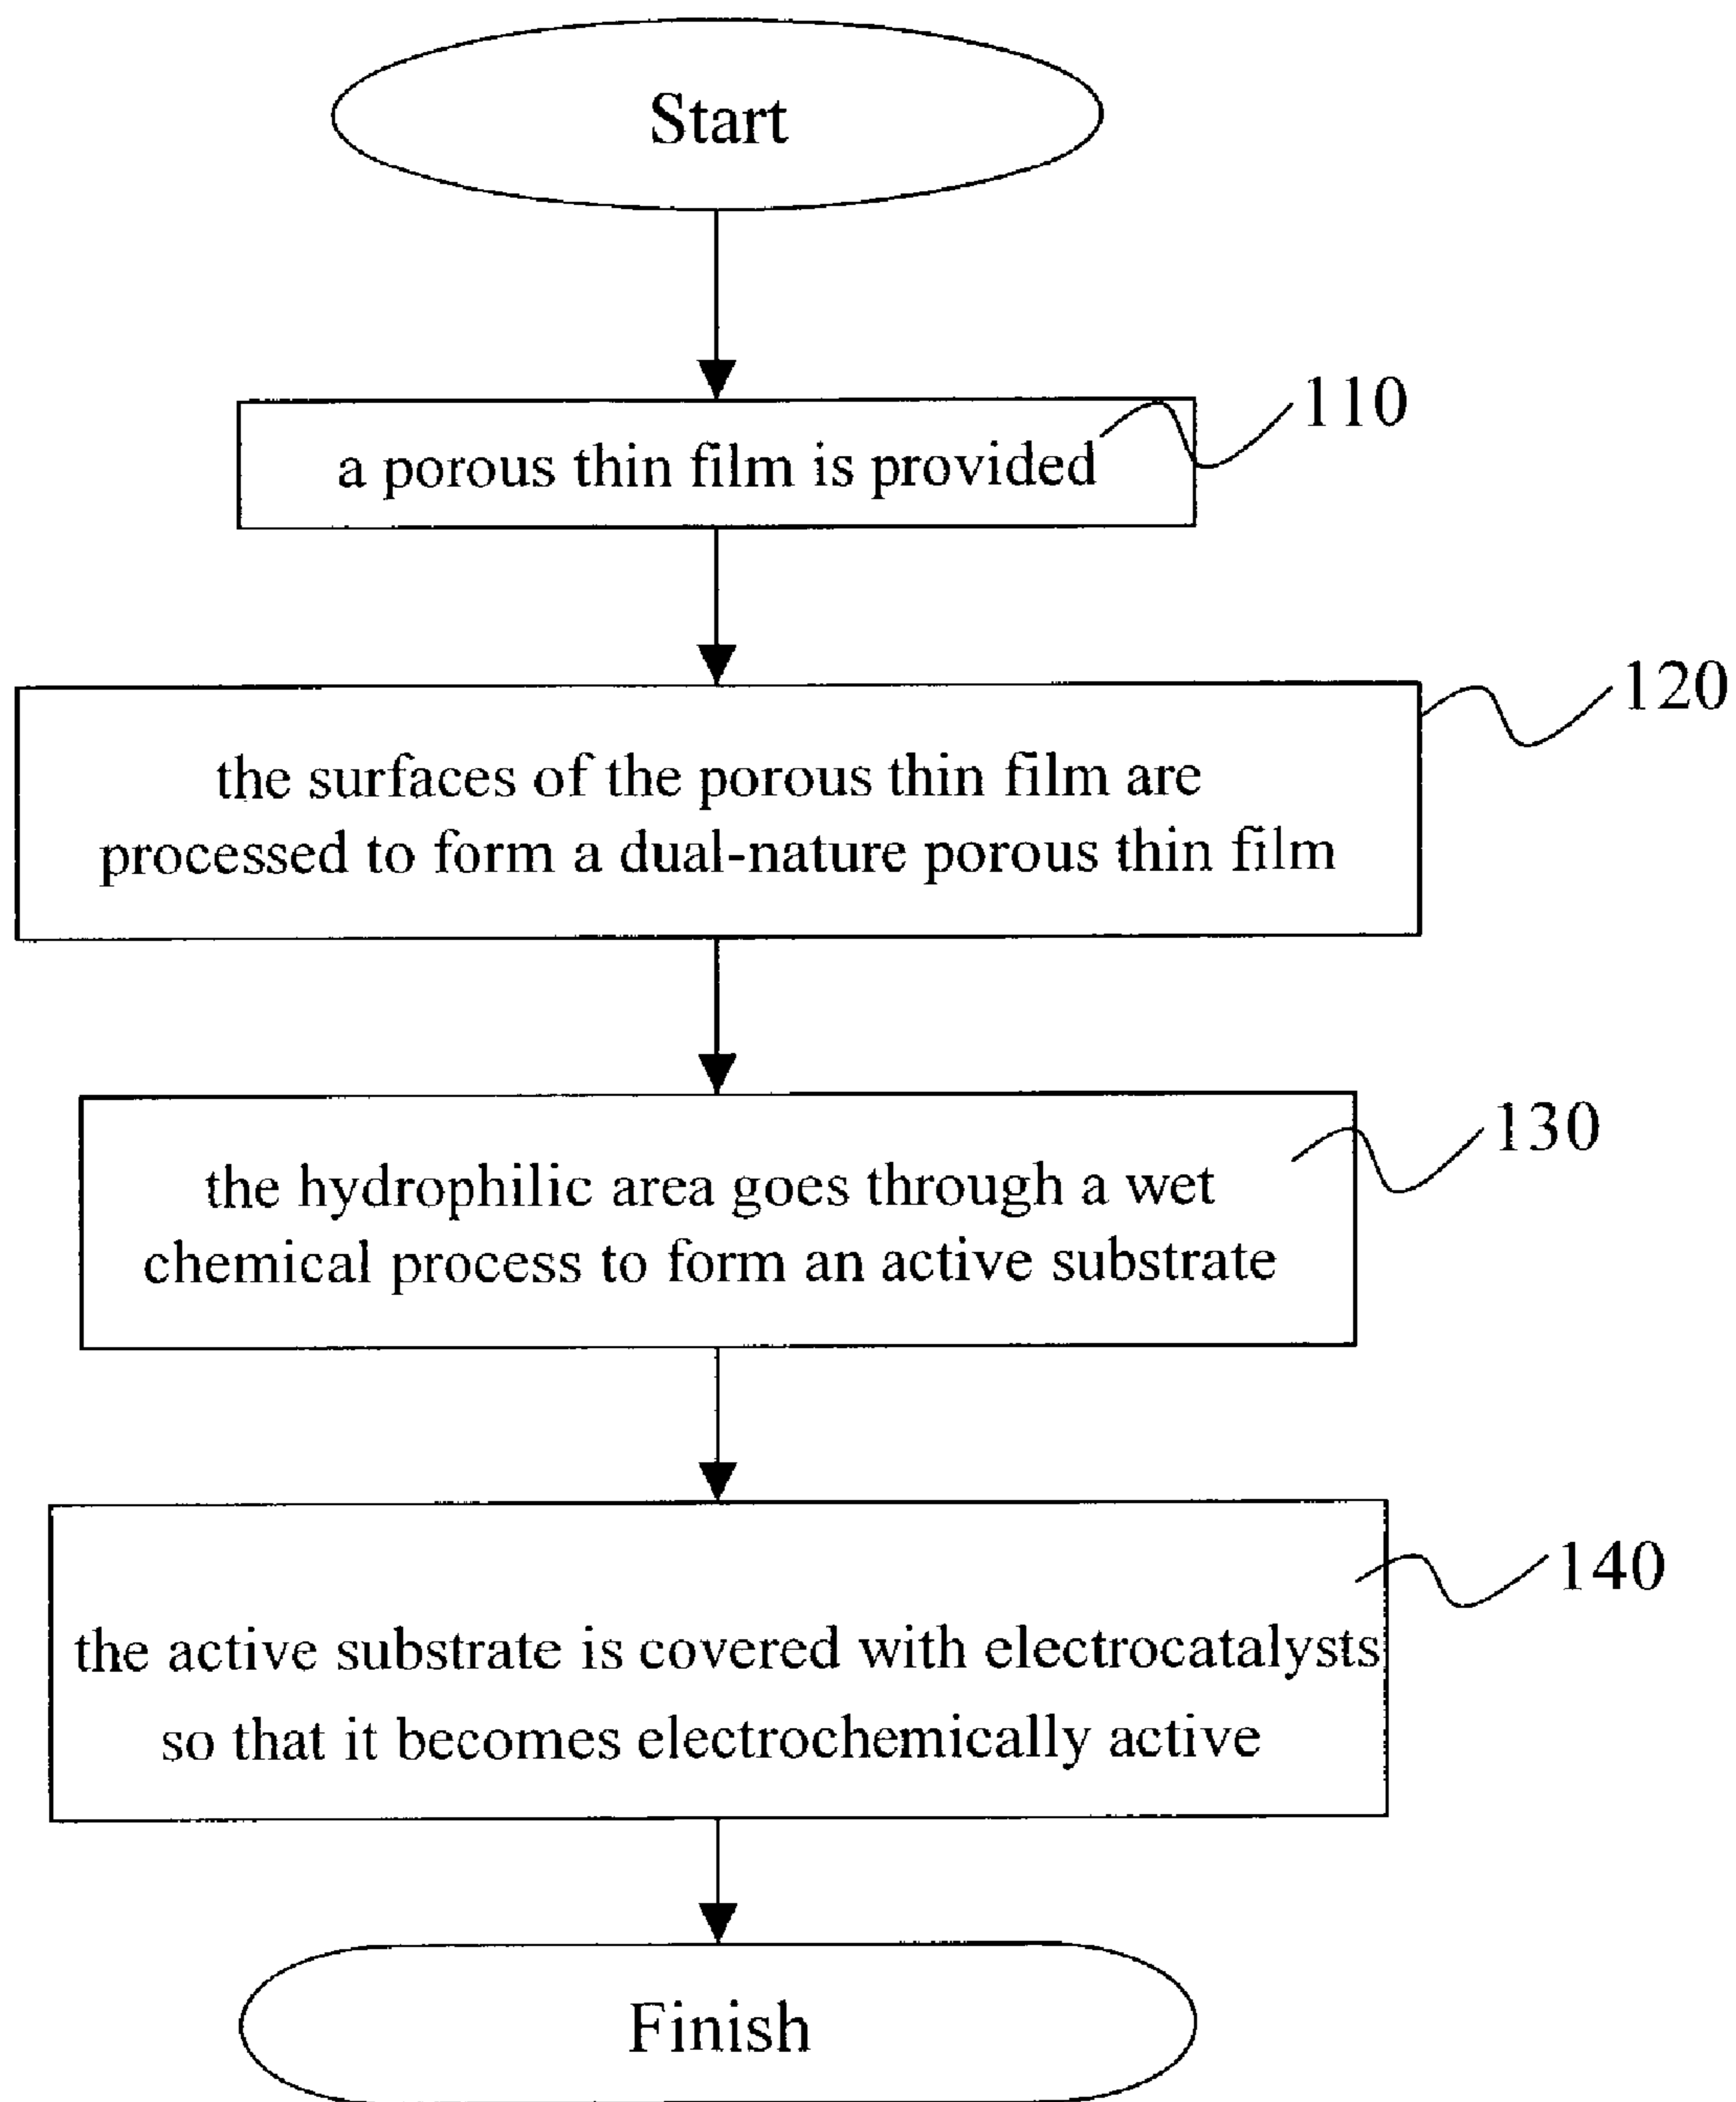 Start
110
a porous thin film is provided
120
the surfaces of the porous thin film are
processed to form a dual-nature porous thin film
130
the hydrophilic area goes through a wet
chemical process to form an active substrate
140
the active substrate is covered with electrocatalysts
so that it becomes electrochemically active
Finish